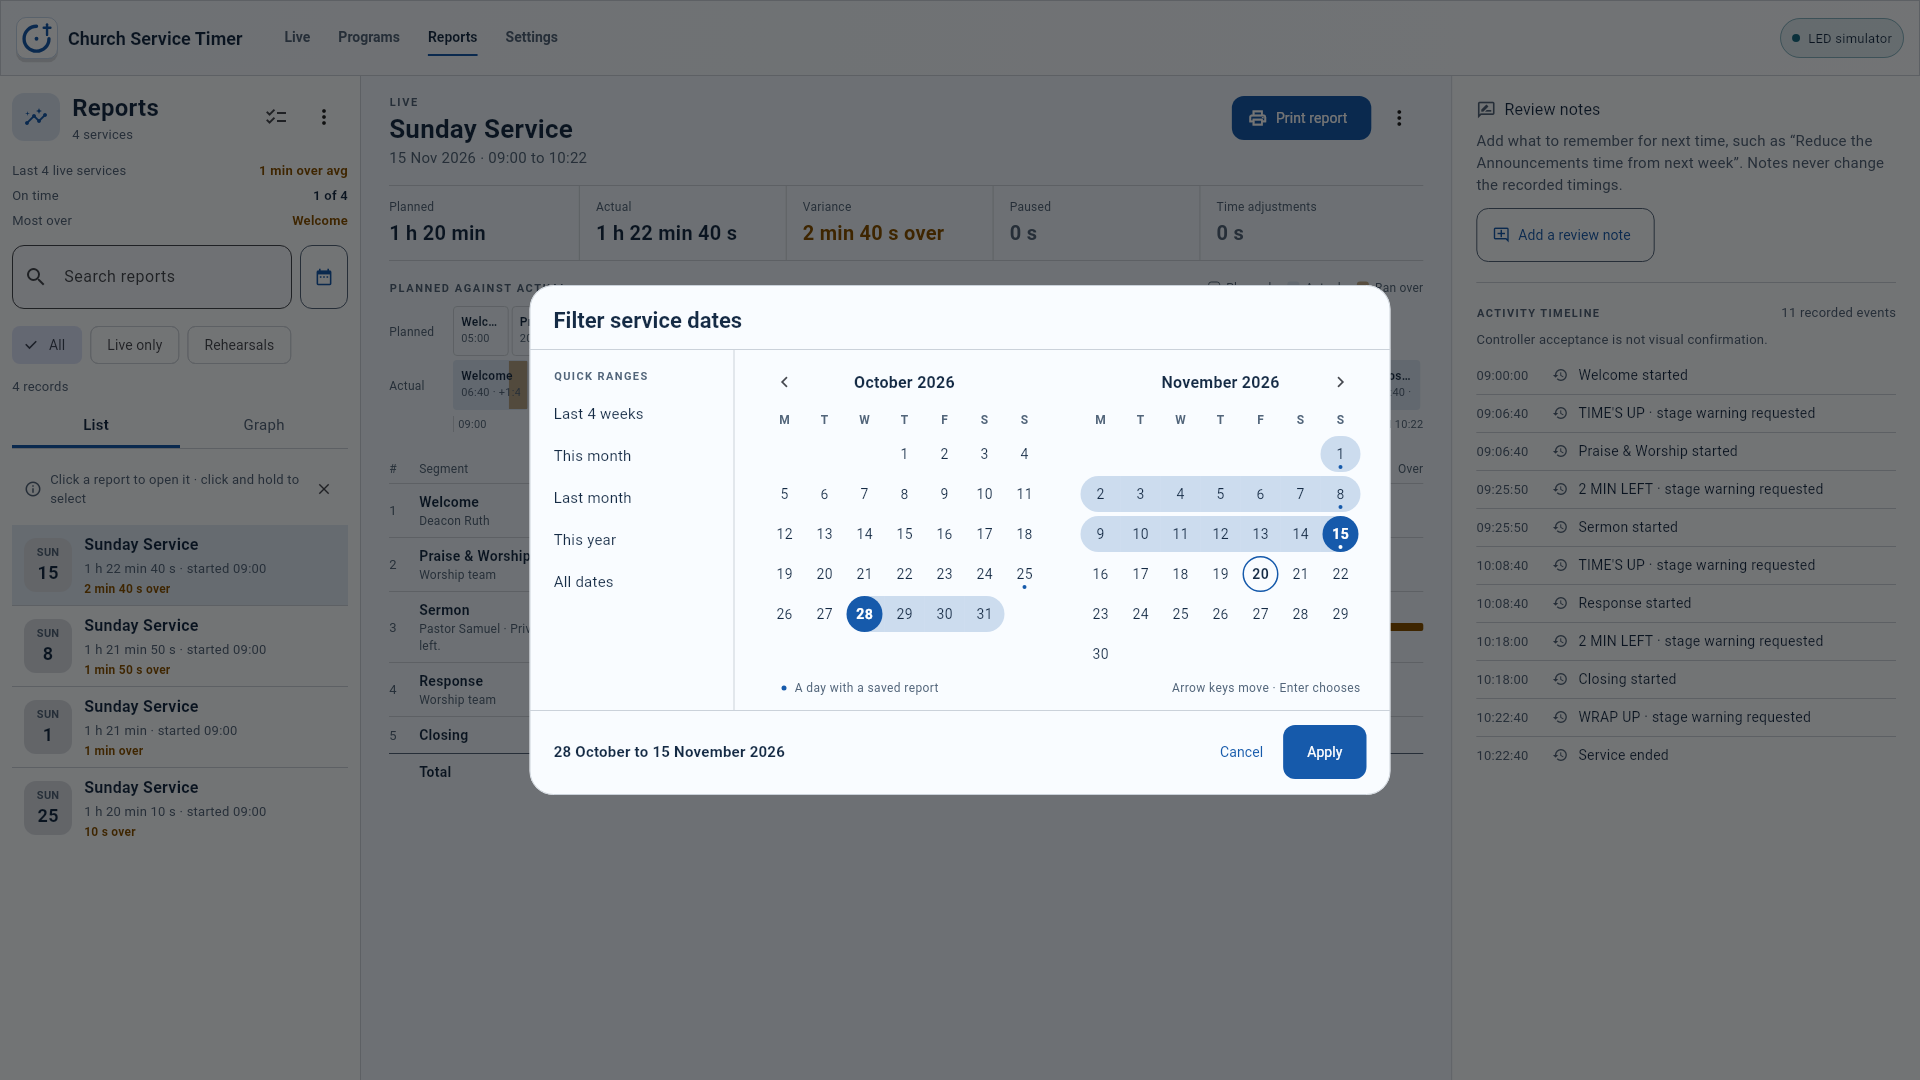 Church Service Timer
Live
Programs
Reports
Settings
LED simulator
Reports
4 services
Last 4 live services
1 min over avg
On time
1 of 4
Most over
Welcome
Search reports
All
Live only
Rehearsals
4 records
List
Graph
Click a report to open it · click and hold to
select
SUN
15
Sunday Service
1 h 22 min 40 s · started 09:00
2 min 40 s over
SUN
8
Sunday Service
1 h 21 min 50 s · started 09:00
1 min 50 s over
SUN
1
Sunday Service
1 h 21 min · started 09:00
1 min over
SUN
25
Sunday Service
1 h 20 min 10 s · started 09:00
10 s over
LIVE
Sunday Service
15 Nov 2026 · 09:00 to 10:22
Print report
Planned
1 h 20 min
Actual
1 h 22 min 40 s
Variance
2 min 40 s over
Paused
0 s
Time adjustments
0 s
PLANNED AGAINST
Ran over
Planned
Welc...
05:00
Actual
Welcome
06:40
09:00
10:22
#
Segment
Over
1
Welcome
Deacon Ruth
2
Praise & Worship
Worship team
3
Sermon
Pastor Samuel
left.
4
Response
Worship team
5
Closing
Total
Filter service dates
QUICK RANGES
Last 4 weeks
This month
Last month
This year
All dates
October 2026
M T W T F S S
1 2 3 4
5 6 7 8 9 10 11
12 13 14 15 16 17 18
19 20 21 22 23 24 25
26 27 28 29 30 31
November 2026
M T W T F S S
1
2 3 4 5 6 7 8
9 10 11 12 13 14 15
16 17 18 19 20 21 22
23 24 25 26 27 28 29
30
A day with a saved report
Arrow keys move · Enter chooses
28 October to 15 November 2026
Cancel
Apply
Review notes
Add what to remember for next time, such as “Reduce the
Announcements time from next week”. Notes never change
the recorded timings.
Add a review note
ACTIVITY TIMELINE
11 recorded events
Controller acceptance is not visual confirmation.
09:00:00 Welcome started
09:06:40 TIME'S UP · stage warning requested
09:06:40 Praise & Worship started
09:25:50 2 MIN LEFT · stage warning requested
09:25:50 Sermon started
10:08:40 TIME'S UP · stage warning requested
10:08:40 Response started
10:18:00 2 MIN LEFT · stage warning requested
10:18:00 Closing started
10:22:40 WRAP UP · stage warning requested
10:22:40 Service ended